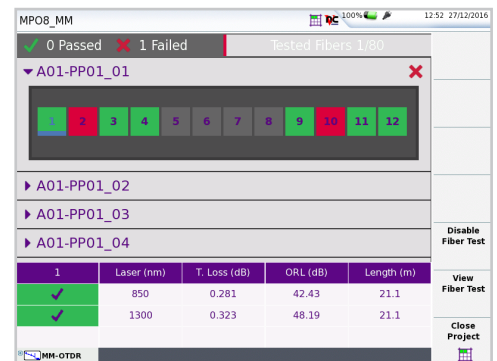 MPO8_MM
100%
12:52 27/12/2016
0 Passed 1 Failed
Tested Fibers 1/80
A01-PP01_01
1 2 3 4 5 6 7 8 9 10 11 12
A01-PP01_02
A01-PP01_03
A01-PP01_04
1 Laser (nm) T. Loss (dB) ORL (dB) Length (m)
850 0.281 42.43 21.1
1300 0.323 48.19 21.1
MM-OTDR
Disable
Fiber Test
View
Fiber Test
Close
Project